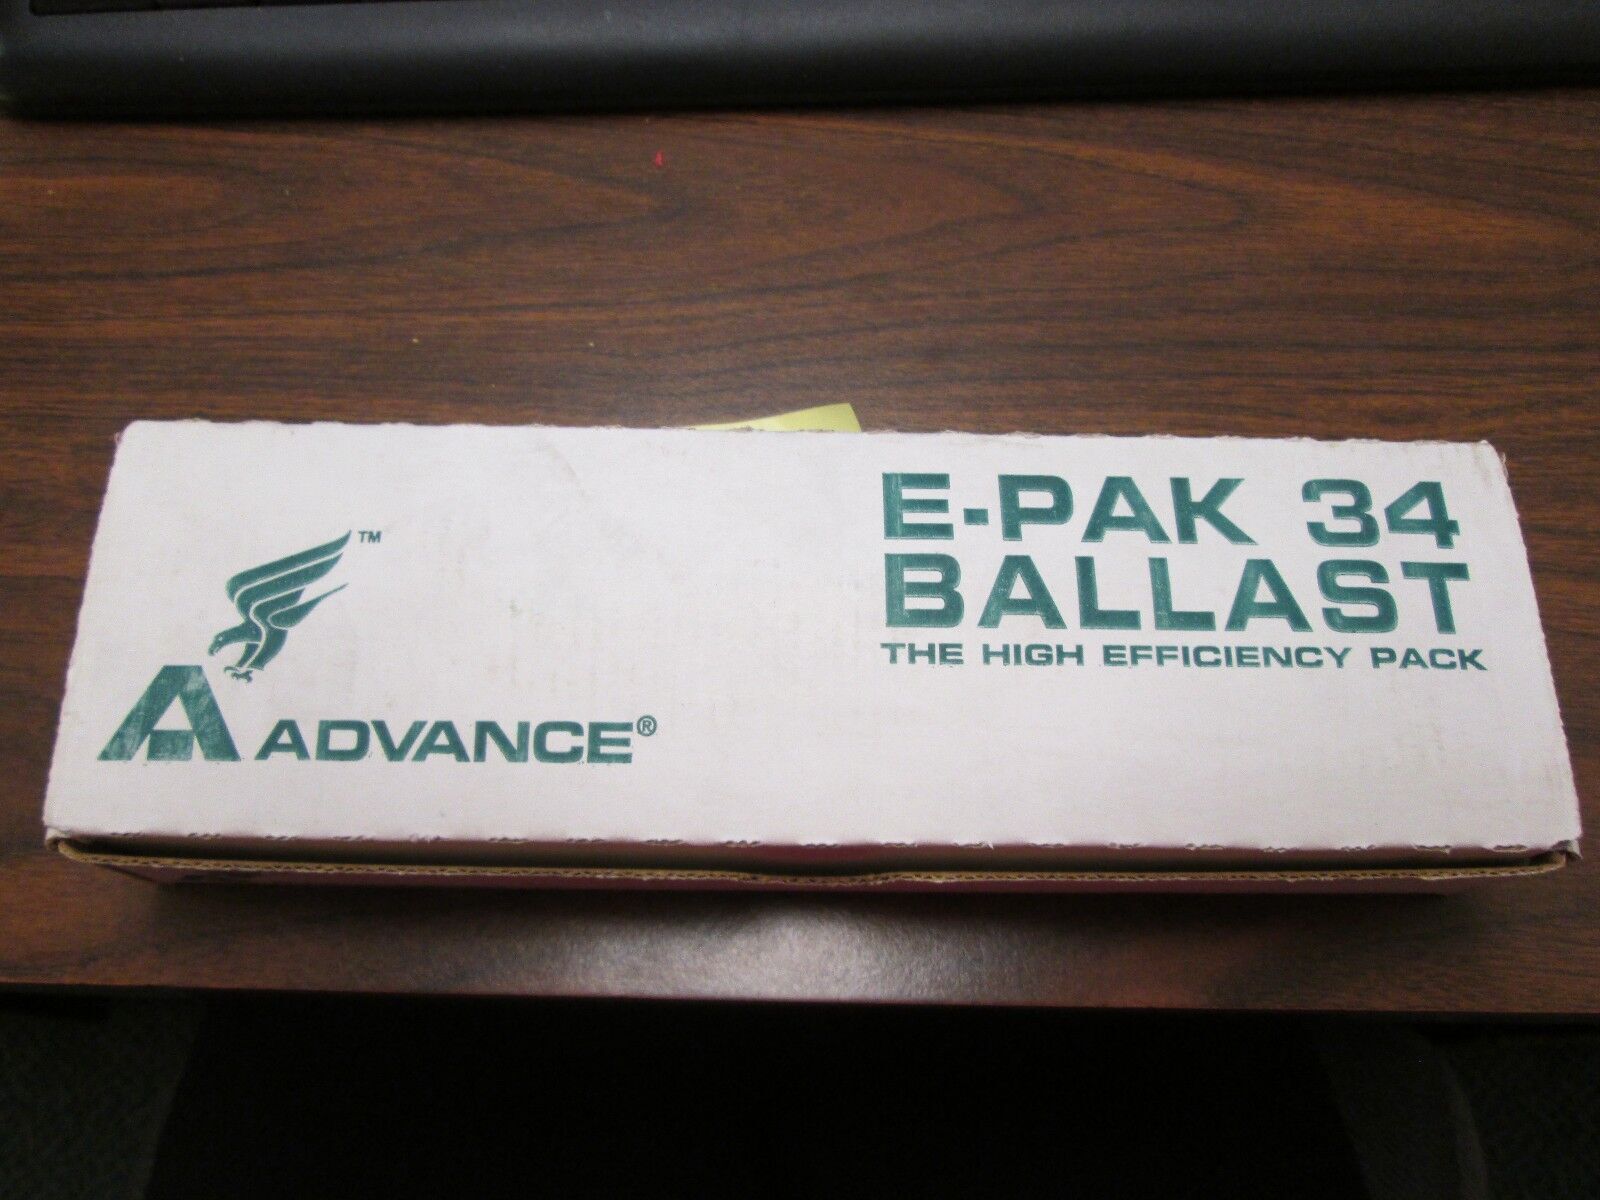 E-PAK 34
BALLAST
THE HIGH EFFICIENCY PACK
TM
A ADVANCE®